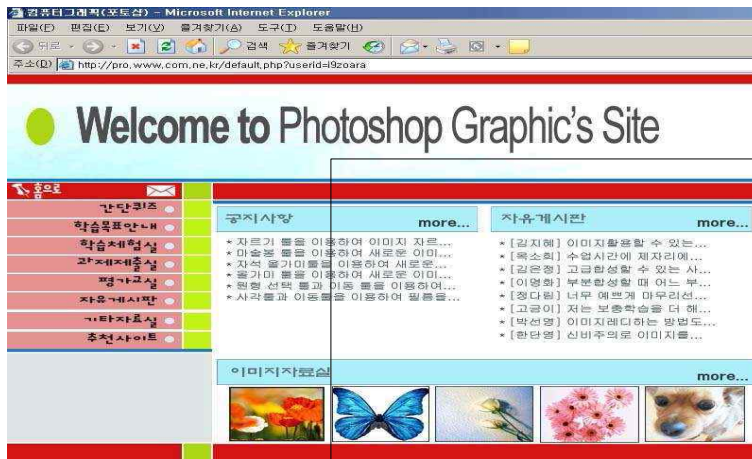 컴퓨터그래픽(포토샵) - Microsoft Internet Explorer
파일(F) 편집(E) 보기(V) 즐겨찾기(A) 도구(T) 도움말(H)
뒤로 검색 즐겨찾기
주소(D) http://pro.www.com.ne.kr/default.php?userid=i9zoara
Welcome to Photoshop Graphic's Site
홈으로
간단퀴즈
학습목표안내
학습체험실
과제제출실
평가교실
자유게시판
기타자료실
추천사이트
공지사항 more...
* 자르기 툴을 이용하여 이미지 자르...
* 마술봉 툴을 이용하여 새로운 이미...
* 자석 올가미툴을 이용하여 새로운...
* 올가미 툴을 이용하여 새로운 이미...
* 원형 선택 툴과 이동 툴을 이용하여...
* 사각툴과 이동툴을 이용하여 필름을...
자유게시판 more...
* [김지혜] 이미지활용할 수 있는...
* [옥소희] 수업시간에 제자리에...
* [김은정] 고급합성할 수 있는 사...
* [이영화] 부분합성할 때 어느 부...
* [정다림] 너무 예쁘게 마무리선...
* [고긍이] 저는 보충학습을 더 해...
* [박선영] 이미지레디하는 방법도...
* [한단영] 신비주의로 이미지를...
이미지자료실 more...